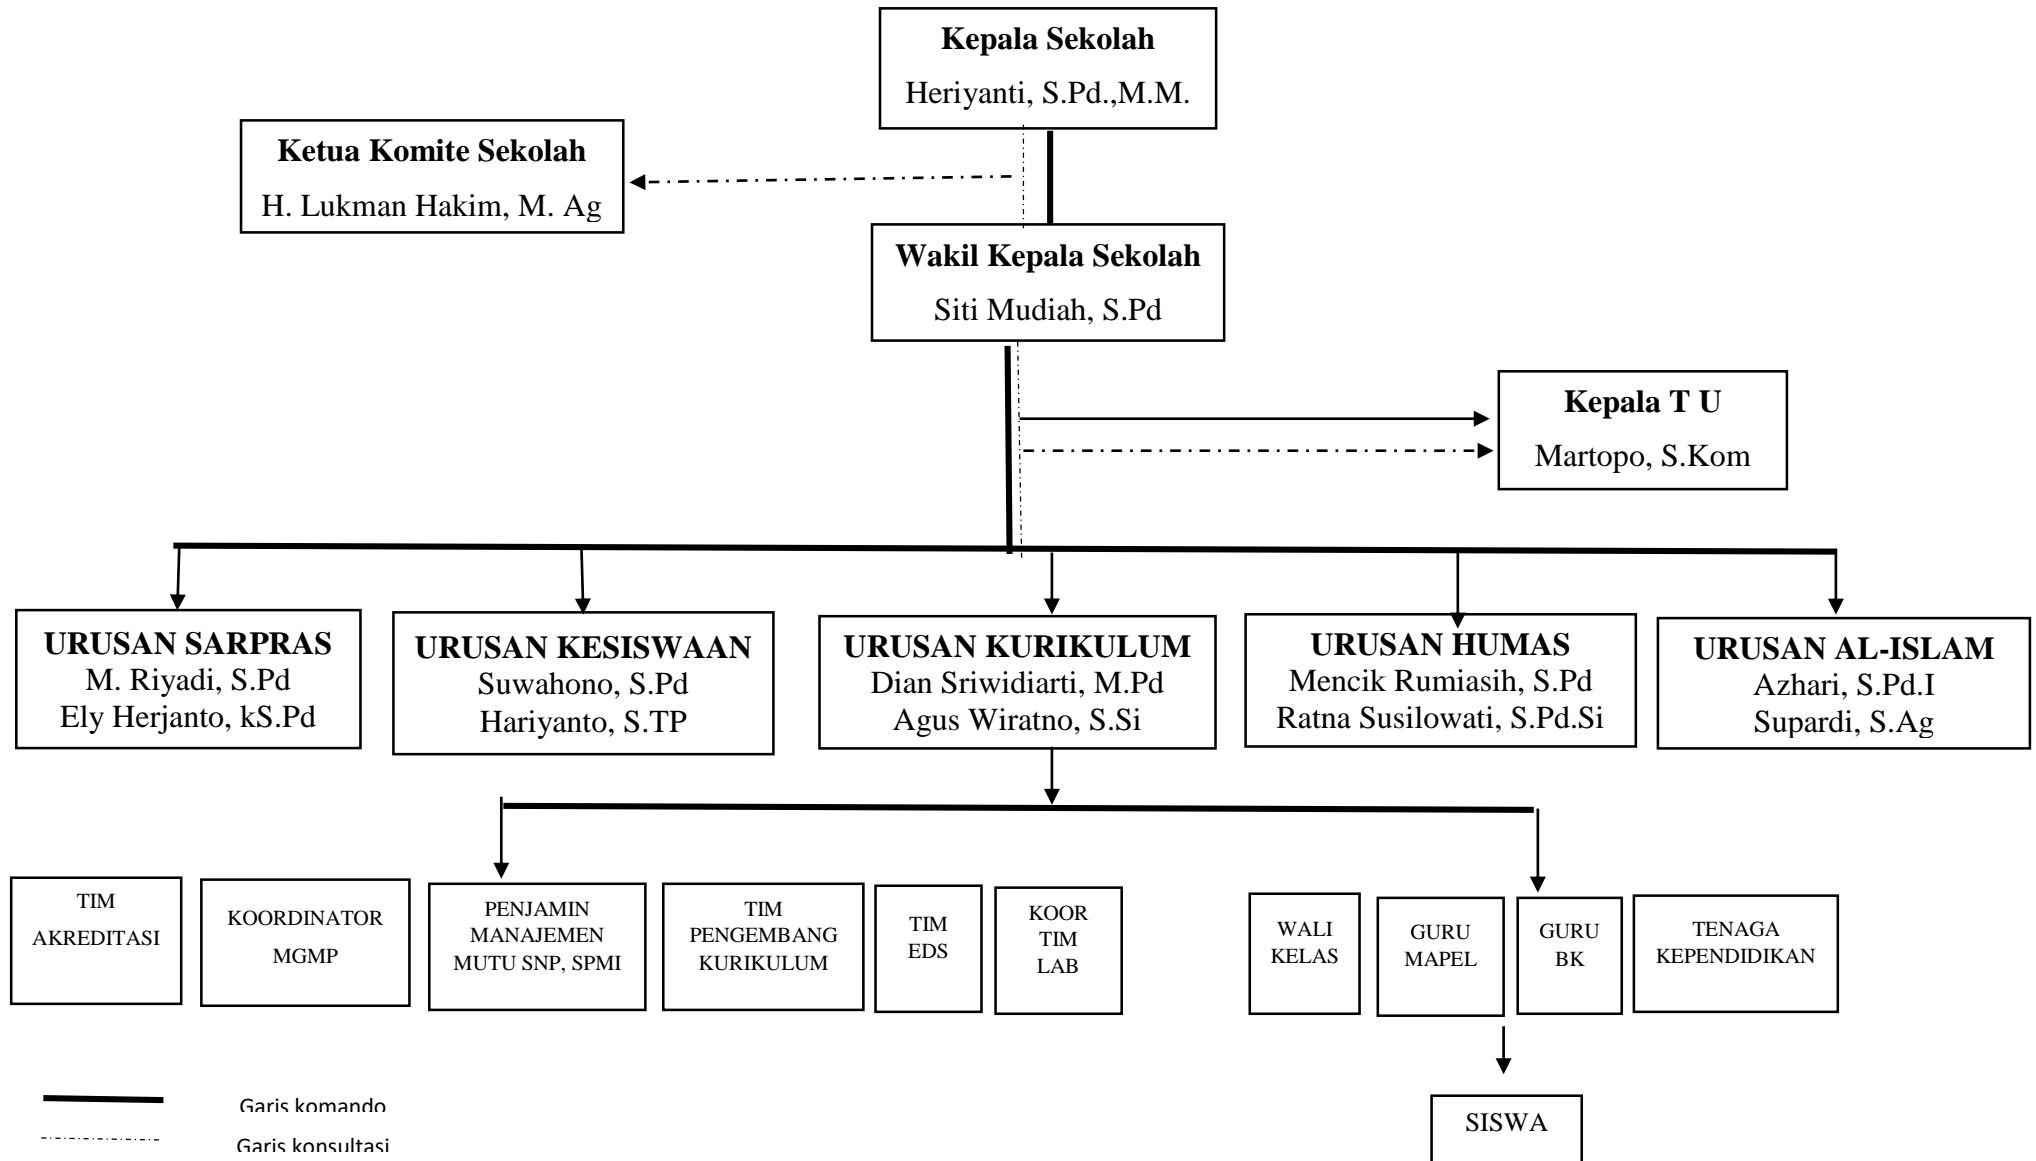 Kepala Sekolah
Heriyanti, S.Pd.,M.M.
Ketua Komite Sekolah
H. Lukman Hakim, M. Ag
Wakil Kepala Sekolah
Siti Mudiah, S.Pd
Kepala T U
Martopo, S.Kom
URUSAN SARPRAS
M. Riyadi, S.Pd
Ely Herjanto, kS.Pd
URUSAN KESISWAAN
Suwahono, S.Pd
Hariyanto, S.TP
URUSAN KURIKULUM
Dian Sriwidiarti, M.Pd
Agus Wiratno, S.Si
URUSAN HUMAS
Mencik Rumiasih, S.Pd
Ratna Susilowati, S.Pd.Si
URUSAN AL-ISLAM
Azhari, S.Pd.I
Supardi, S.Ag
TIM
AKREDITASI
KOORDINATOR
MGMP
PENJAMIN
MANAJEMEN
MUTU SNP, SPMI
TIM
PENGEMBANG
KURIKULUM
TIM
EDS
KOOR
TIM
LAB
WALI
KELAS
GURU
MAPEL
GURU
BK
TENAGA
KEPENDIDIKAN
SISWA
Garis komando
Garis konsultasi